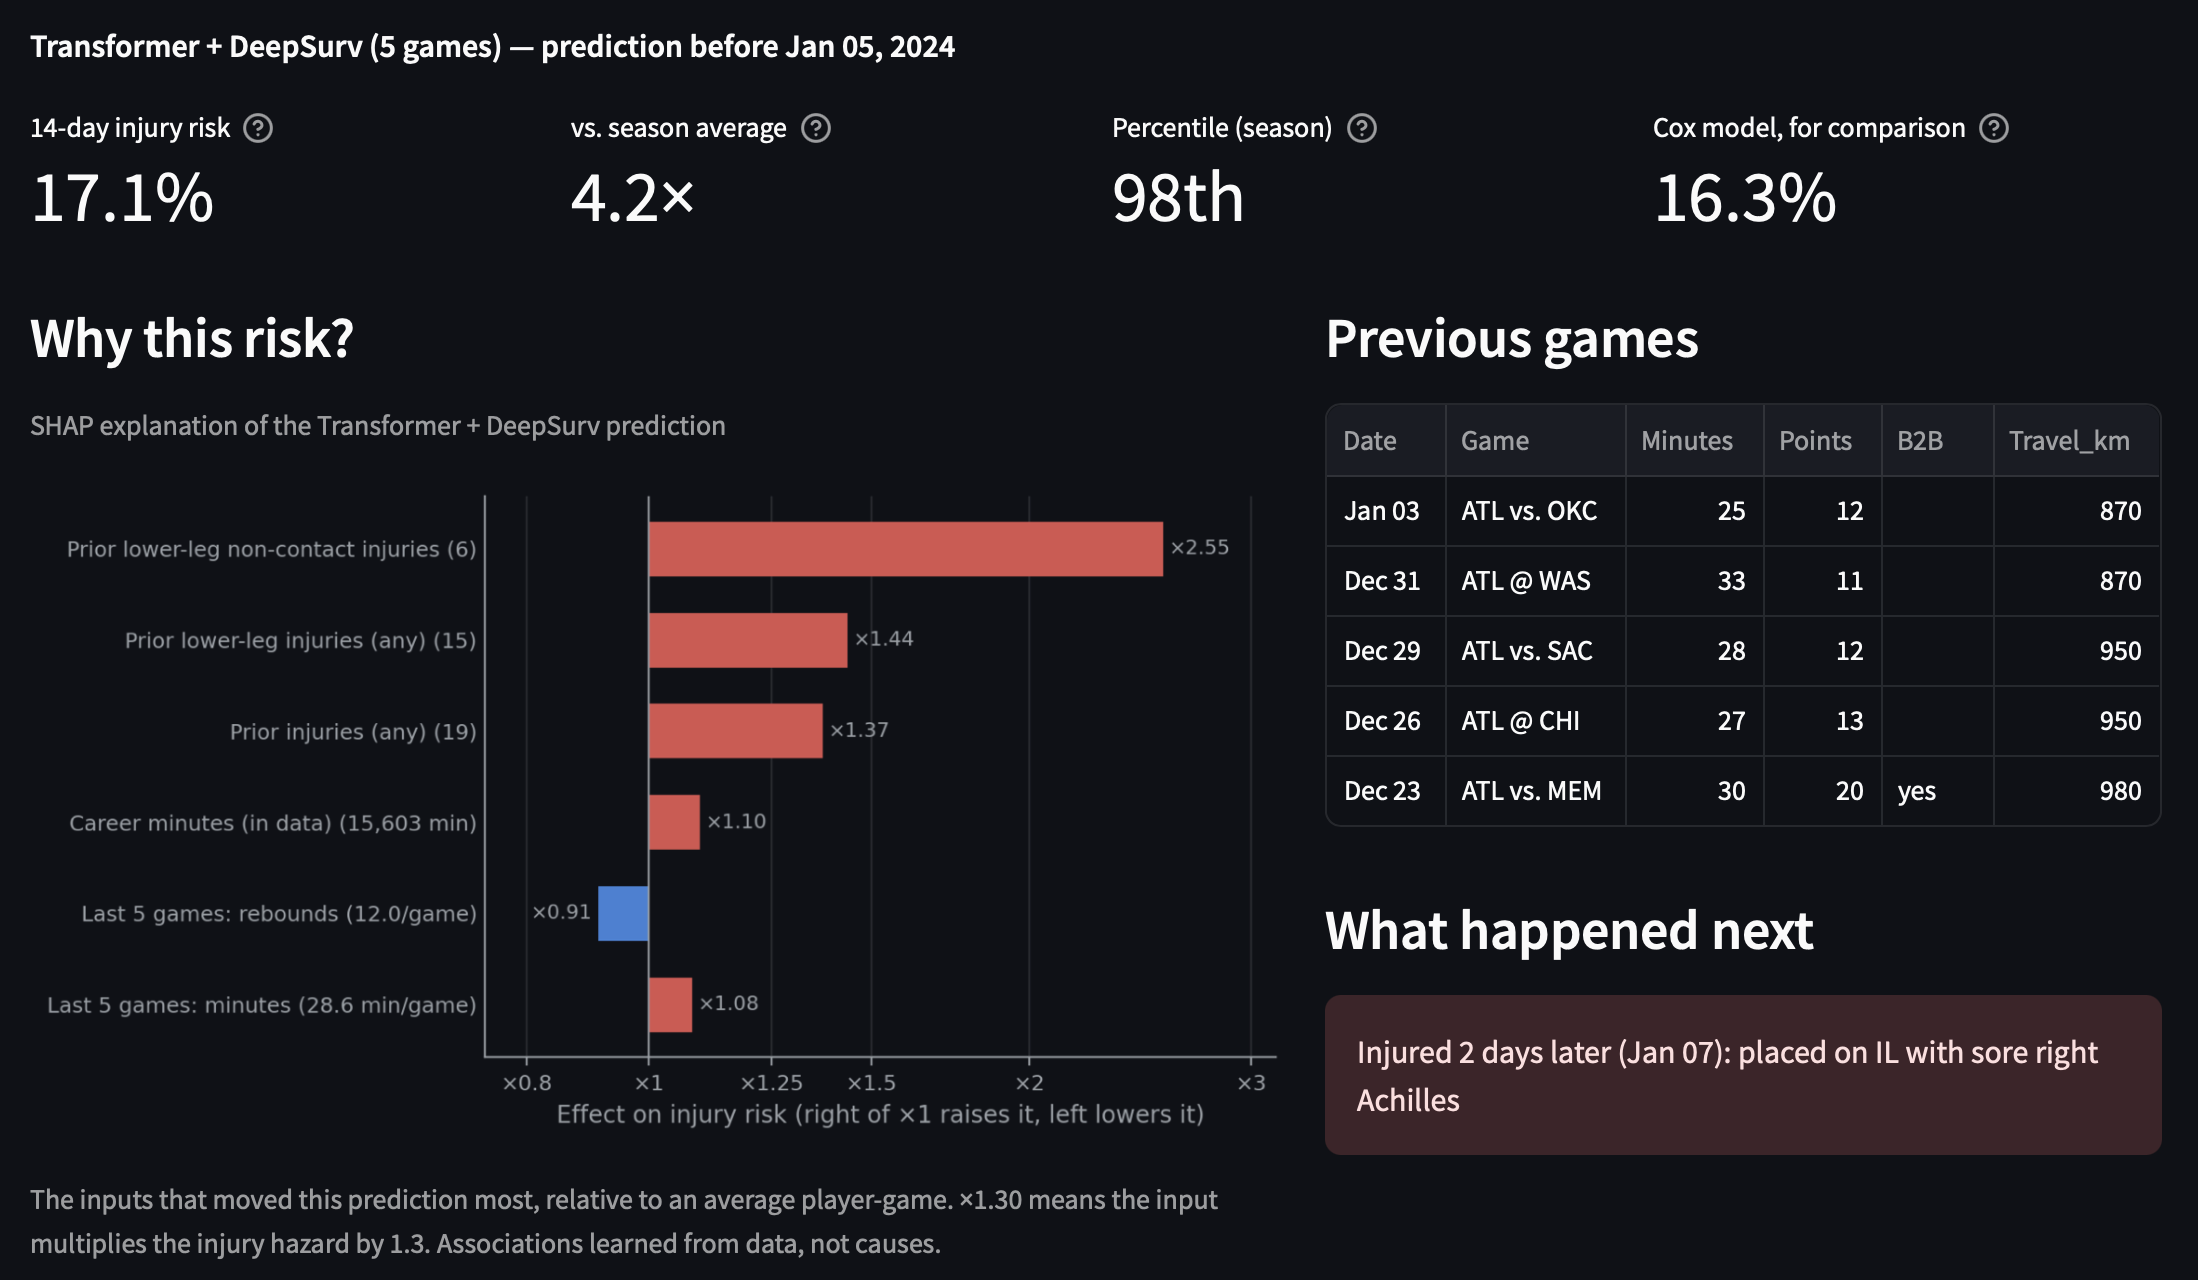 Transformer + DeepSurv (5 games) — prediction before Jan 05, 2024
14-day injury risk ?
17.1%
vs. season average ?
4.2×
Percentile (season) ?
98th
Cox model, for comparison ?
16.3%
Why this risk?
SHAP explanation of the Transformer + DeepSurv prediction
Prior lower-leg non-contact injuries (6) ×2.55
Prior lower-leg injuries (any) (15) ×1.44
Prior injuries (any) (19) ×1.37
Career minutes (in data) (15,603 min) ×1.10
Last 5 games: rebounds (12.0/game) ×0.91
Last 5 games: minutes (28.6 min/game) ×1.08
×0.8 ×1 ×1.25 ×1.5 ×2 ×3
Effect on injury risk (right of ×1 raises it, left lowers it)
The inputs that moved this prediction most, relative to an average player-game. ×1.30 means the input
multiplies the injury hazard by 1.3. Associations learned from data, not causes.
Previous games
Date Game Minutes Points B2B Travel_km
Jan 03 ATL vs. OKC 25 12 870
Dec 31 ATL @ WAS 33 11 870
Dec 29 ATL vs. SAC 28 12 950
Dec 26 ATL @ CHI 27 13 950
Dec 23 ATL vs. MEM 30 20 yes 980
What happened next
Injured 2 days later (Jan 07): placed on IL with sore right
Achilles